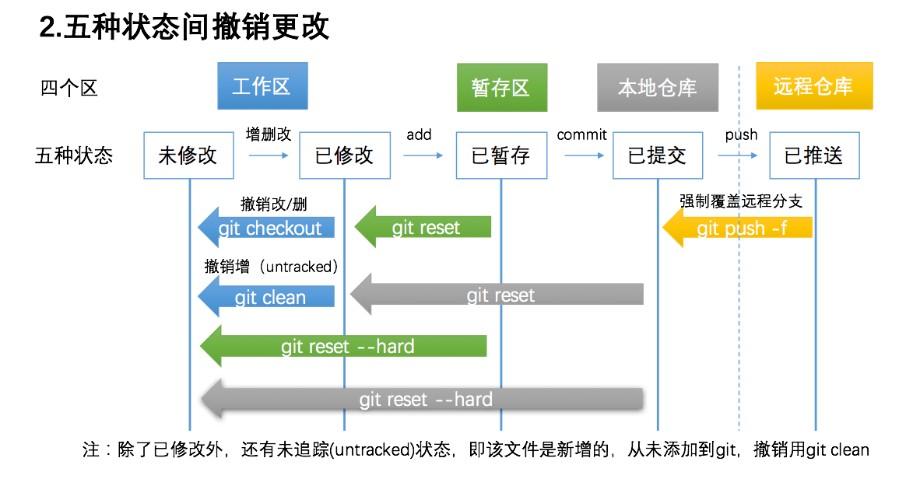 2.五种状态间撤销更改
四个区
工作区
暂存区
本地仓库
远程仓库
五种状态
未修改
增删改
已修改
add
已暂存
commit
已提交
push
已推送
撤销改/删
git checkout
git reset
强制覆盖远程分支
git push -f
撤销增（untracked）
git clean
git reset
git reset --hard
git reset --hard
注：除了已修改外，还有未追踪(untracked)状态，即该文件是新增的，从未添加到git，撤销用git clean